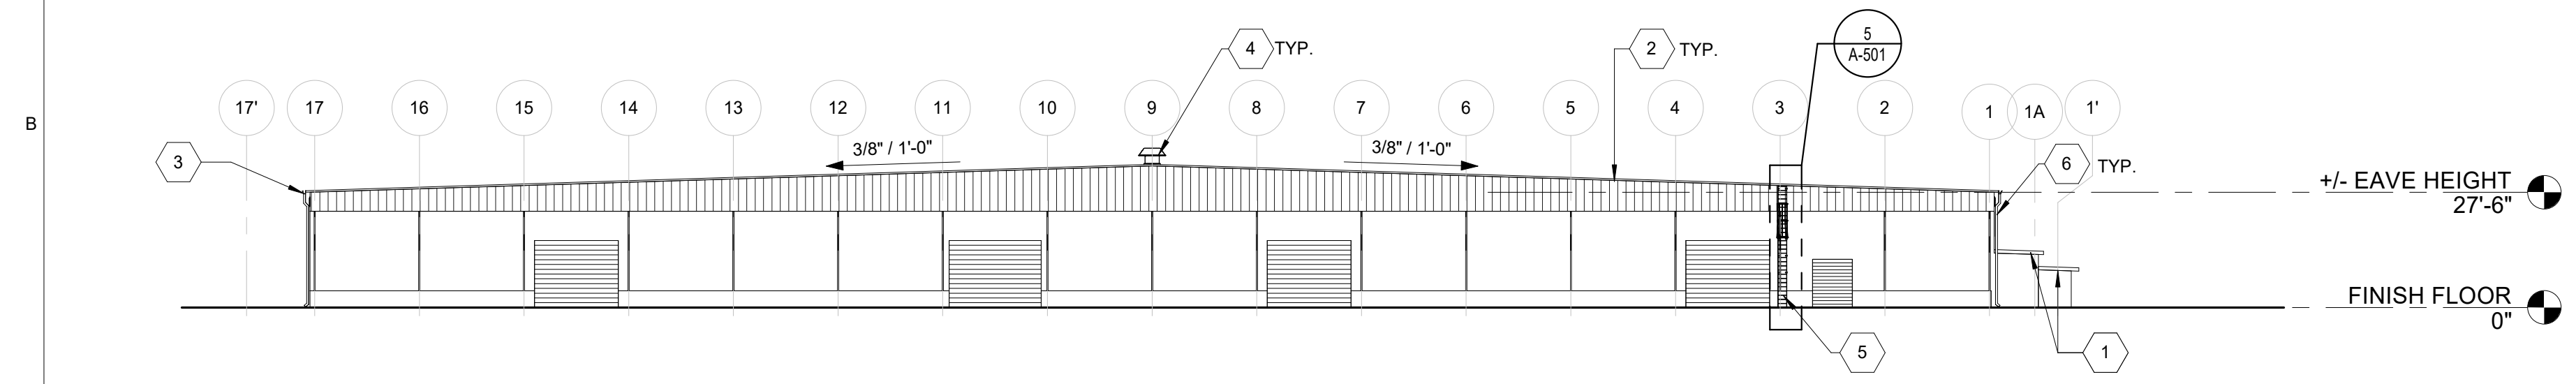 5
A-501
4 TYP.
2 TYP.
17' 17 16 15 14 13 12 11 10 9 8 7 6 5 4 3 2 1 1A 1'
B
3/8" / 1'-0" 3/8" / 1'-0"
3
6 TYP.
+/- EAVE HEIGHT
27'-6"
FINISH FLOOR
0"
5
1